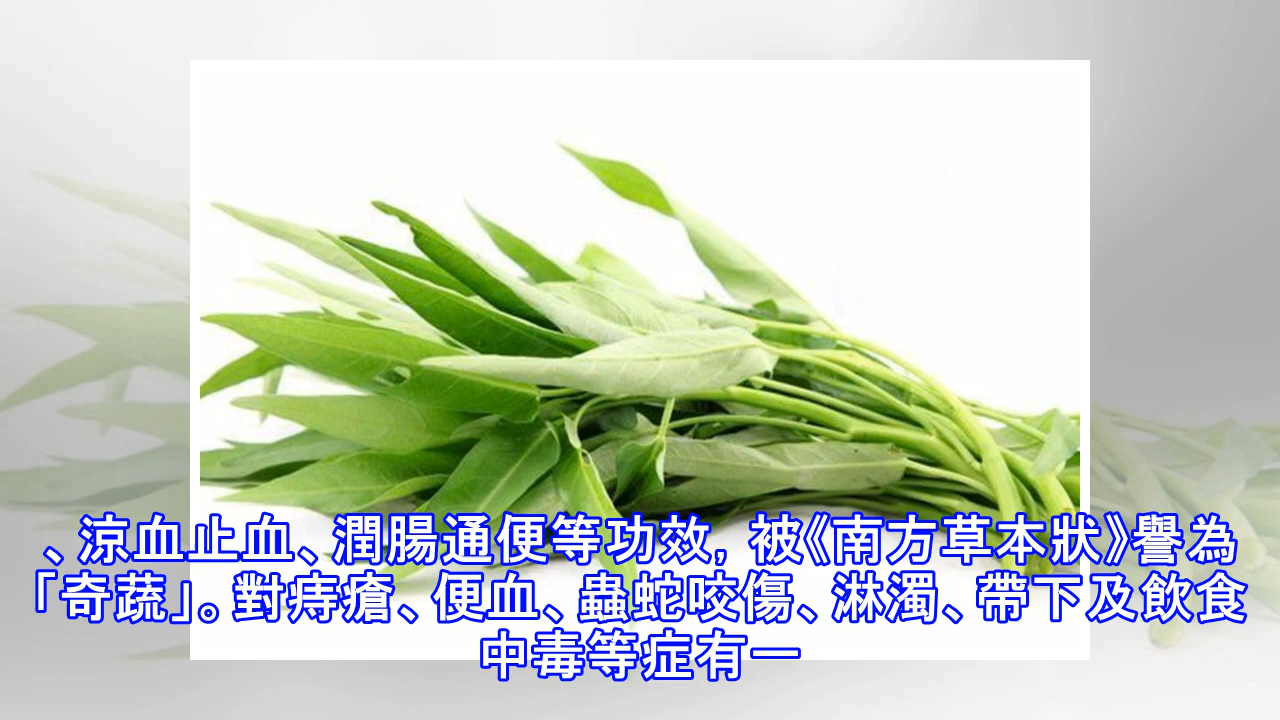 、涼血止血、潤腸通便等功效，被《南方草本狀》譽為
「奇蔬」。對痔瘡、便血、蟲蛇咬傷、淋濁、帶下及飲食
中毒等症有一